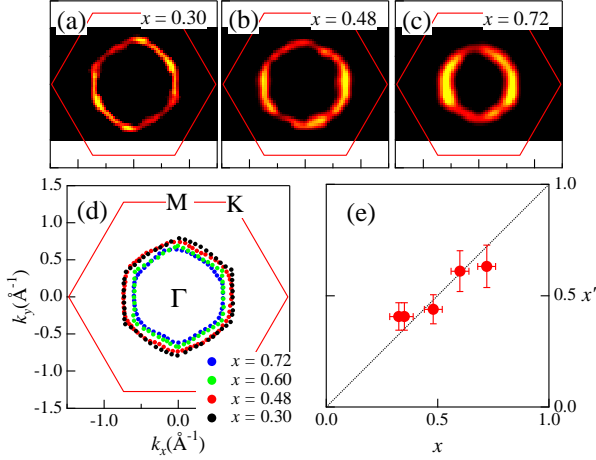 (a) x = 0.30
(b) x = 0.48
(c) x = 0.72
(d) M K
Γ
1.5
1.0
0.5
0.0
-0.5
-1.0
-1.5
ky(Å-1)
-1.0 0.0
kx(Å-1)
x = 0.72
x = 0.60
x = 0.48
x = 0.30
(e)
1.0
0.5
0.0
x′
0.0 0.5 1.0
x